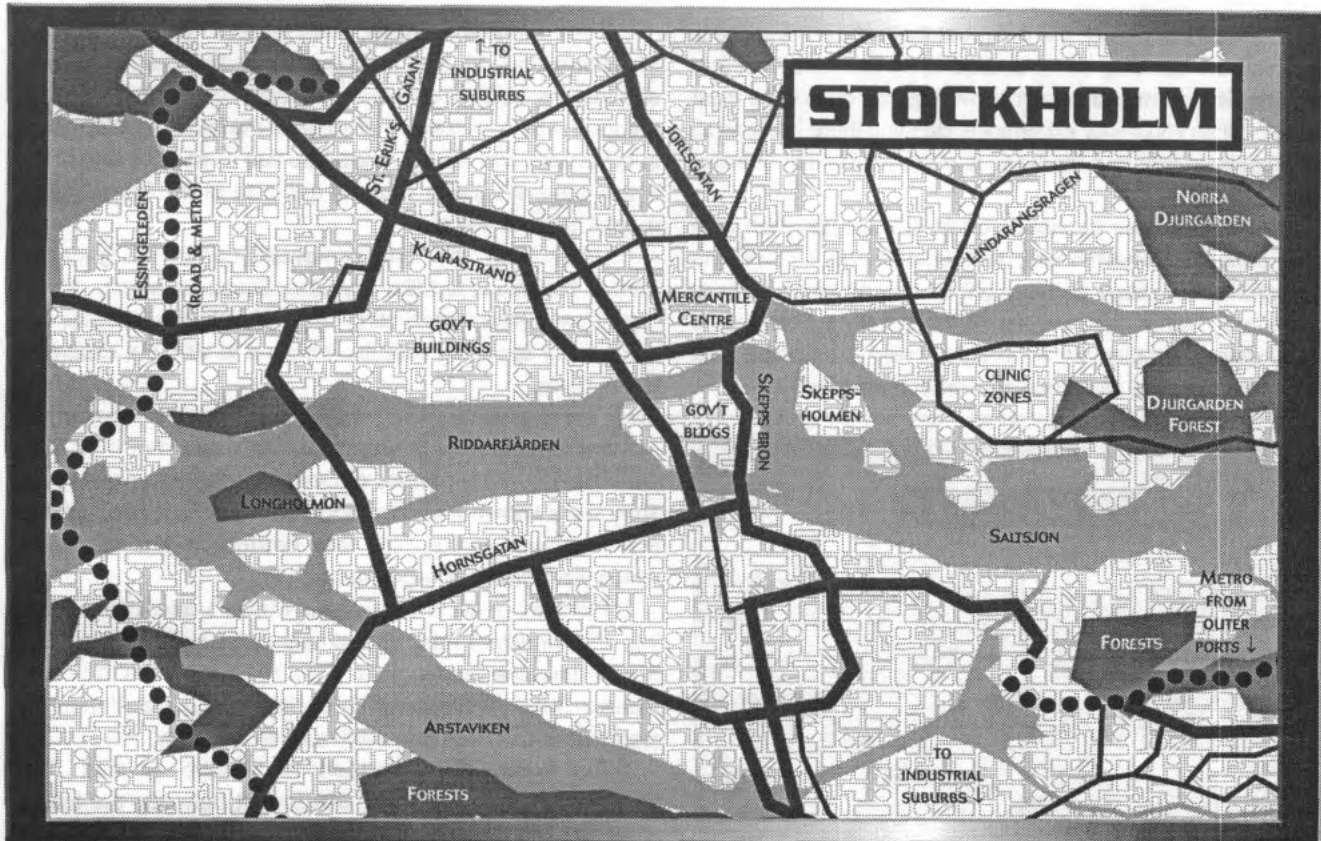 STOCKHOLM
↑ TO
INDUSTRIAL
SUBURBS
ST. ERIK'S GATAN
JORLSGATAN
ESSINGELEDEN
(ROAD & METRO)
KLARASTRAND
LINDARANGSRAGEN
NORRA
DJURGARDEN
MERCANTILE
CENTRE
GOV'T
BUILDINGS
GOV'T
BLDGS
SKEPPS BRON
SKEPPS-
HOLMEN
CLINIC
ZONES
DJURGARDEN
FOREST
RIDDAREJÄRDEN
LONGHOLMON
HORNSGATAN
SALTSJON
METRO
FROM
OUTER
PORTS ↓
FORESTS
ARSTAVIKEN
FORESTS
TO
INDUSTRIAL
SUBURBS ↓